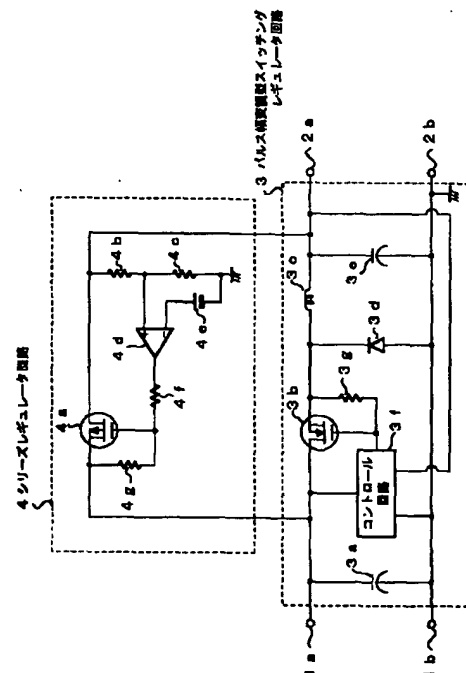 4 シリーズレギュレータ回路
4a
4b
4c
4d
4e
4f
4g
3 パルス幅変調型スイッチング
レギュレータ回路
3a
3b
3c
3d
3e
3f
3g
コントロール
回路
1a
1b
2a
2b